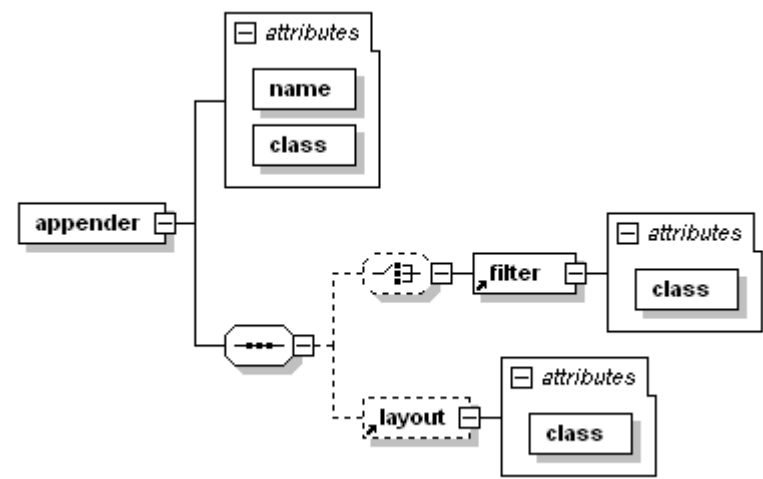 attributes
name
class
appender
attributes
filter
class
attributes
layout
class